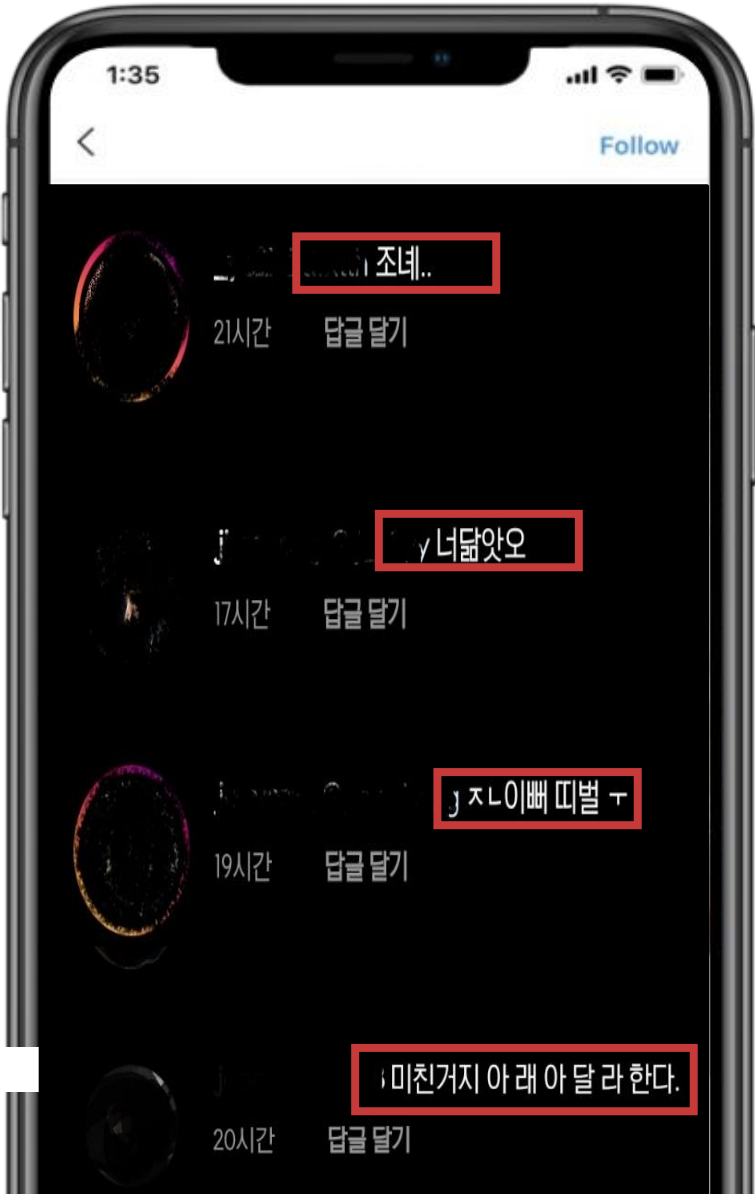 1:35
Follow
조녜..
21시간 답글 달기
너닮앗오
17시간 답글 달기
ㅈㄴ이뻐 띠벌 ㅜ
19시간 답글 달기
미친거지 아 래 아 달 라 한다.
20시간 답글 달기